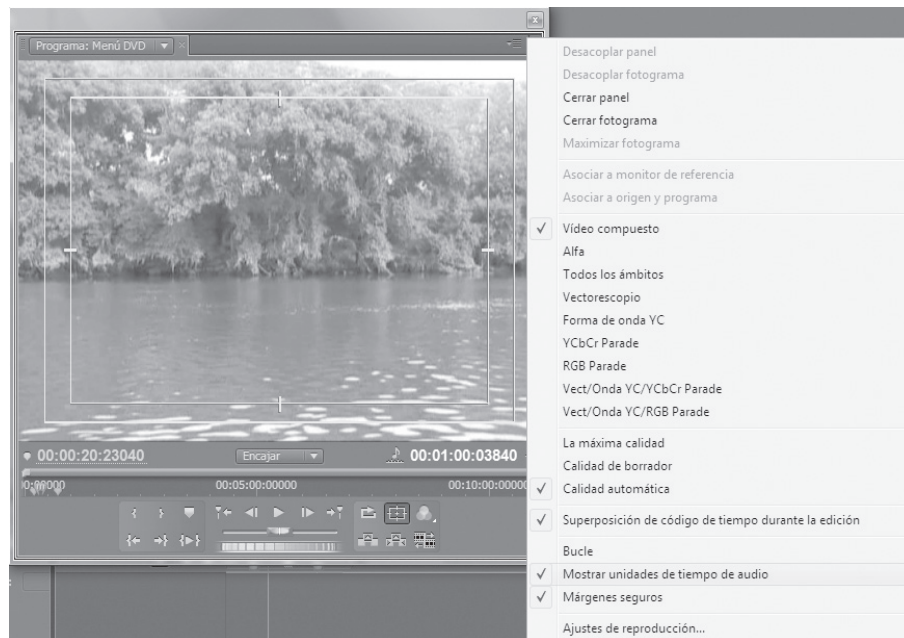 Programa: Menú DVD
00:00:20:23040
Encajar
00:01:00:03840
00:05:00:00000
00:10:00:00000
Desacoplar panel
Desacoplar fotograma
Cerrar panel
Cerrar fotograma
Maximizar fotograma
Asociar a monitor de referencia
Asociar a origen y programa
Vídeo compuesto
Alfa
Todos los ámbitos
Vectorescopio
Forma de onda YC
YCbCr Parade
RGB Parade
Vect/Onda YC/YCbCr Parade
Vect/Onda YC/RGB Parade
La máxima calidad
Calidad de borrador
Calidad automática
Superposición de código de tiempo durante la edición
Bucle
Mostrar unidades de tiempo de audio
Márgenes seguros
Ajustes de reproducción...